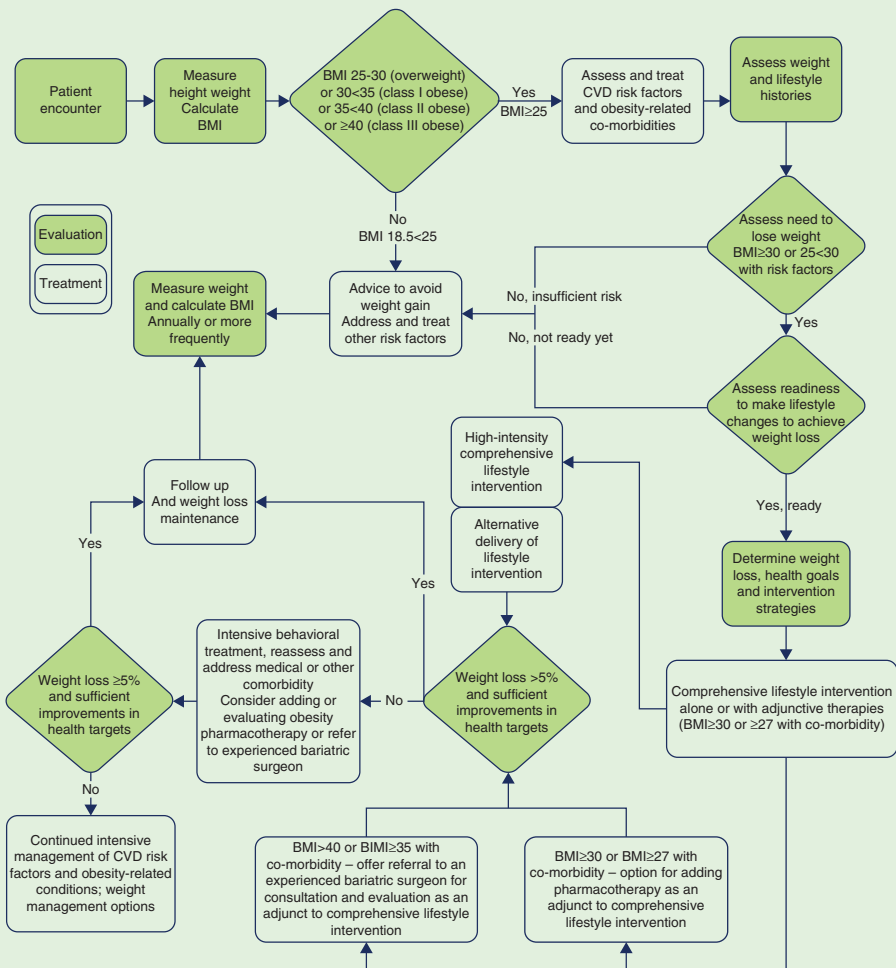 Patient
encounter
Measure
height weight
Calculate
BMI
BMI 25-30 (overweight)
or 30<35 (class I obese)
or 35<40 (class II obese)
or ≥40 (class III obese)
Yes
BMI≥25
Assess and treat
CVD risk factors
and obesity-related
co-morbidities
Assess weight
and lifestyle
histories
No
BMI 18.5<25
Evaluation
Treatment
Measure weight
and calculate BMI
Annually or more
frequently
Advice to avoid
weight gain
Address and treat
other risk factors
No, insufficient risk
No, not ready yet
Assess need to
lose weight
BMI≥30 or 25<30
with risk factors
Yes
Assess readiness
to make lifestyle
changes to achieve
weight loss
Yes, ready
High-intensity
comprehensive
lifestyle
intervention
Alternative
delivery of
lifestyle
intervention
Follow up
And weight loss
maintenance
Yes
Yes
Determine weight
loss, health goals
and intervention
strategies
Weight loss ≥5%
and sufficient
improvements in
health targets
Intensive behavioral
treatment, reassess and
address medical or other
comorbidity
Consider adding or
evaluating obesity
pharmacotherapy or refer
to experienced bariatric
surgeon
No
Weight loss >5%
and sufficient
improvements in
health targets
Comprehensive lifestyle intervention
alone or with adjunctive therapies
(BMI≥30 or ≥27 with co-morbidity)
No
Continued intensive
management of CVD risk
factors and obesity-related
conditions; weight
management options
BMI>40 or BIMI≥35 with
co-morbidity – offer referral to an
experienced bariatric surgeon for
consultation and evaluation as an
adjunct to comprehensive lifestyle
intervention
BMI≥30 or BMI≥27 with
co-morbidity – option for adding
pharmacotherapy as an
adjunct to comprehensive
lifestyle intervention